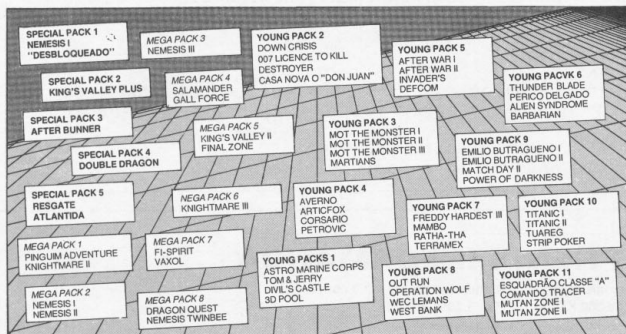 SPECIAL PACK 1
NEMESIS I
"DESBLOQUEADO"
SPECIAL PACK 2
KING'S VALLEY PLUS
SPECIAL PACK 3
AFTER BUNNER
SPECIAL PACK 4
DOUBLE DRAGON
SPECIAL PACK 5
RESGATE
ATLANTIDA
MEGA PACK 1
PINGUIM ADVENTURE
KNIGHTMARE II
MEGA PACK 2
NEMESIS I
NEMESIS II
MEGA PACK 3
NEMESIS III
MEGA PACK 4
SALAMANDER
GALL FORCE
MEGA PACK 5
KING'S VALLEY II
FINAL ZONE
NEGA PACK 6
KNIGHTMARE III
MEGA PACK 7
FI-SPIRIT
VAXOL
MEGA PACK 8
DRAGON QUEST
NEMESIS TWINBEE
YOUNG PACKS 1
ASTRO MARINE CORPS
TOM & JERRY
DIVIL'S CASTLE
3D POOL
YOUNG PACK 2
DOWN CRISIS
007 LICENCE TO KILL
DESTROYER
CASA NOVA O "DON JUAN"
YOUNG PACK 3
MOT THE MONSTER I
MOT THE MONSTER II
MOT THE MONSTER III
MARTIANS
YOUNG PACK 4
AVERNO
ARTICFOX
CORSARIO
PETROVIC
YOUNG PACK 5
AFTER WAR I
AFTER WAR II
INVADER'S
DEFCOM
YOUNG PACVK 6
THUNDER BLADE
PERICO DELGADO
ALIEN SYNDROME
BARBARIAN
YOUNG PACK 7
FREDDY HARDEST III
MAMBO
RATHA-THA
TERRAMEX
YOUNG PACK 8
OUT RUN
OPERATION WOLF
WEC LEMANS
WEST BANK
YOUNG PACK 9
EMILIO BUTRAGUENO I
EMILIO BUTRAGUENO II
MATCH DAY II
POWER OF DARKNESS
YOUNG PACK 10
TITANIC I
TITANIC II
TUAREG
STRIP POKER
YOUNG PACK 11
ESQUADRÃO CLASSE "A"
COMANDO TRACER
MUTAN ZONE I
MUTAN ZONE II